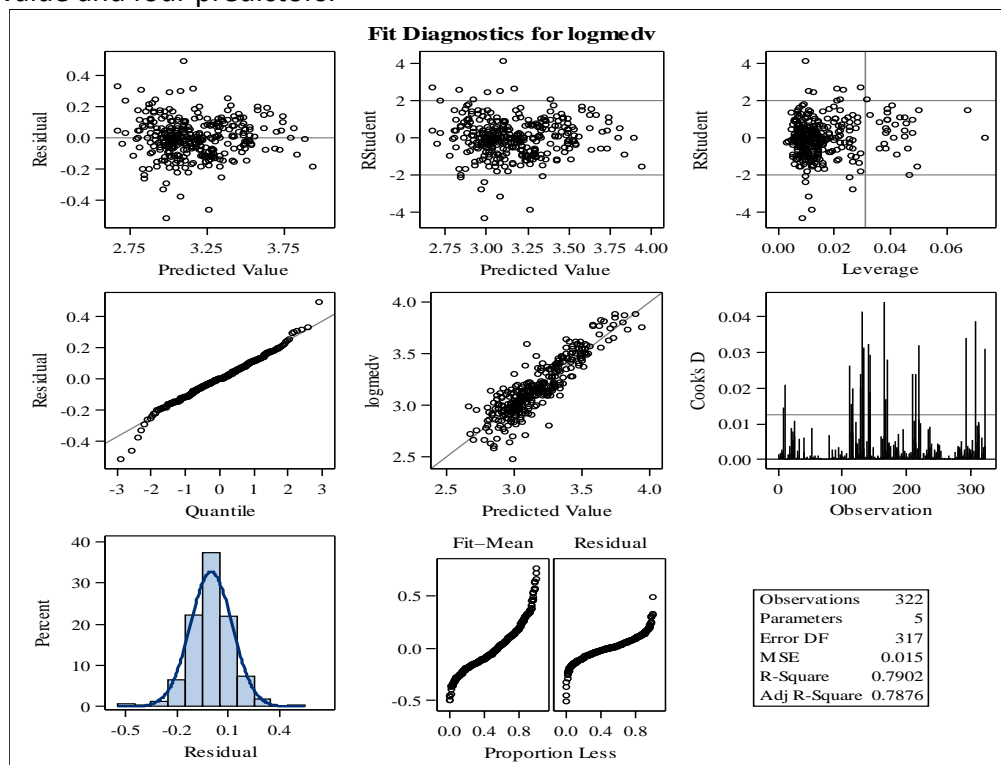 value and four predictors.
Fit Diagnostics for logmedv
0.4
0.2
0.0
-0.2
-0.4
Residual
2.75 3.25 3.75
Predicted Value
4
2
0
-2
-4
RStudent
2.75 3.00 3.25 3.50 3.75 4.00
Predicted Value
4
2
0
-2
-4
RStudent
0.00 0.02 0.04 0.06
Leverage
0.4
0.2
0.0
-0.2
-0.4
Residual
-3 -2 -1 0 1 2 3
Quantile
4.0
3.5
3.0
2.5
logmedv
2.5 3.0 3.5 4.0
Predicted Value
0.04
0.03
0.02
0.01
0.00
Cook's D
0 100 200 300
Observation
40
30
20
10
0
Percent
-0.5 -0.2 0.1 0.4
Residual
Fit–Mean Residual
0.5
0.0
-0.5
0.0 0.4 0.8 0.0 0.4 0.8
Proportion Less
Observations 322
Parameters 5
Error DF 317
MSE 0.015
R-Square 0.7902
Adj R-Square 0.7876